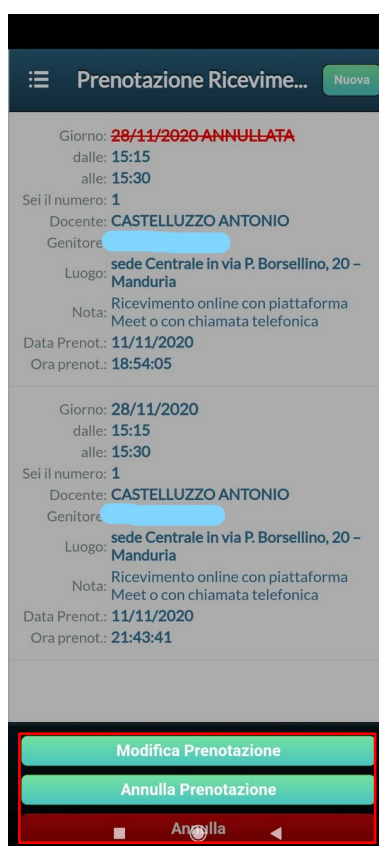 Prenotazione Ricevime... Nuova
Giorno: 28/11/2020 ANNULLATA
dalle: 15:15
alle: 15:30
Sei il numero: 1
Docente: CASTELLUZZO ANTONIO
Genitore
Luogo: sede Centrale in via P. Borsellino, 20 –
Manduria
Nota: Ricevimento online con piattaforma
Meet o con chiamata telefonica
Data Prenot.: 11/11/2020
Ora prenot.: 18:54:05
Giorno: 28/11/2020
dalle: 15:15
alle: 15:30
Sei il numero: 1
Docente: CASTELLUZZO ANTONIO
Genitore
Luogo: sede Centrale in via P. Borsellino, 20 –
Manduria
Nota: Ricevimento online con piattaforma
Meet o con chiamata telefonica
Data Prenot.: 11/11/2020
Ora prenot.: 21:43:41
Modifica Prenotazione
Annulla Prenotazione
Annulla